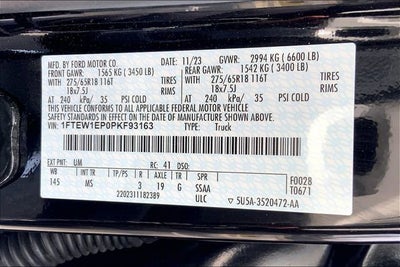 MFD. BY FORD MOTOR CO. 11/23 GVWR: 2994 KG ( 6600 LB)
FRONT GAWR: 1565 KG ( 3450 LB) REAR GAWR: 1542 KG ( 3400 LB)
WITH 275/65R18 116T TIRES WITH 275/65R18 116T TIRES
18x7.5J RIMS 18x7.5J RIMS
AT 240 kPa/ 35 PSI COLD AT 240 kPa/ 35 PSI COLD
THIS VEHICLE CONFORMS TO ALL APPLICABLE FEDERAL MOTOR VEHICLE
SAFETY STANDARDS IN EFFECT ON THE DATE OF MANUFACTURE SHOWN ABOVE.
VIN: 1FTEW1EP0PKF93163 TYPE: Truck
EXT PNT: UM RC: 41 DSO: F0028
WB BRK INT TR TP/PS R AXLE TR SPR T0671
145 MS 3 19 G SSAA
2202311182389 ULC 5U5A-3520472-AA